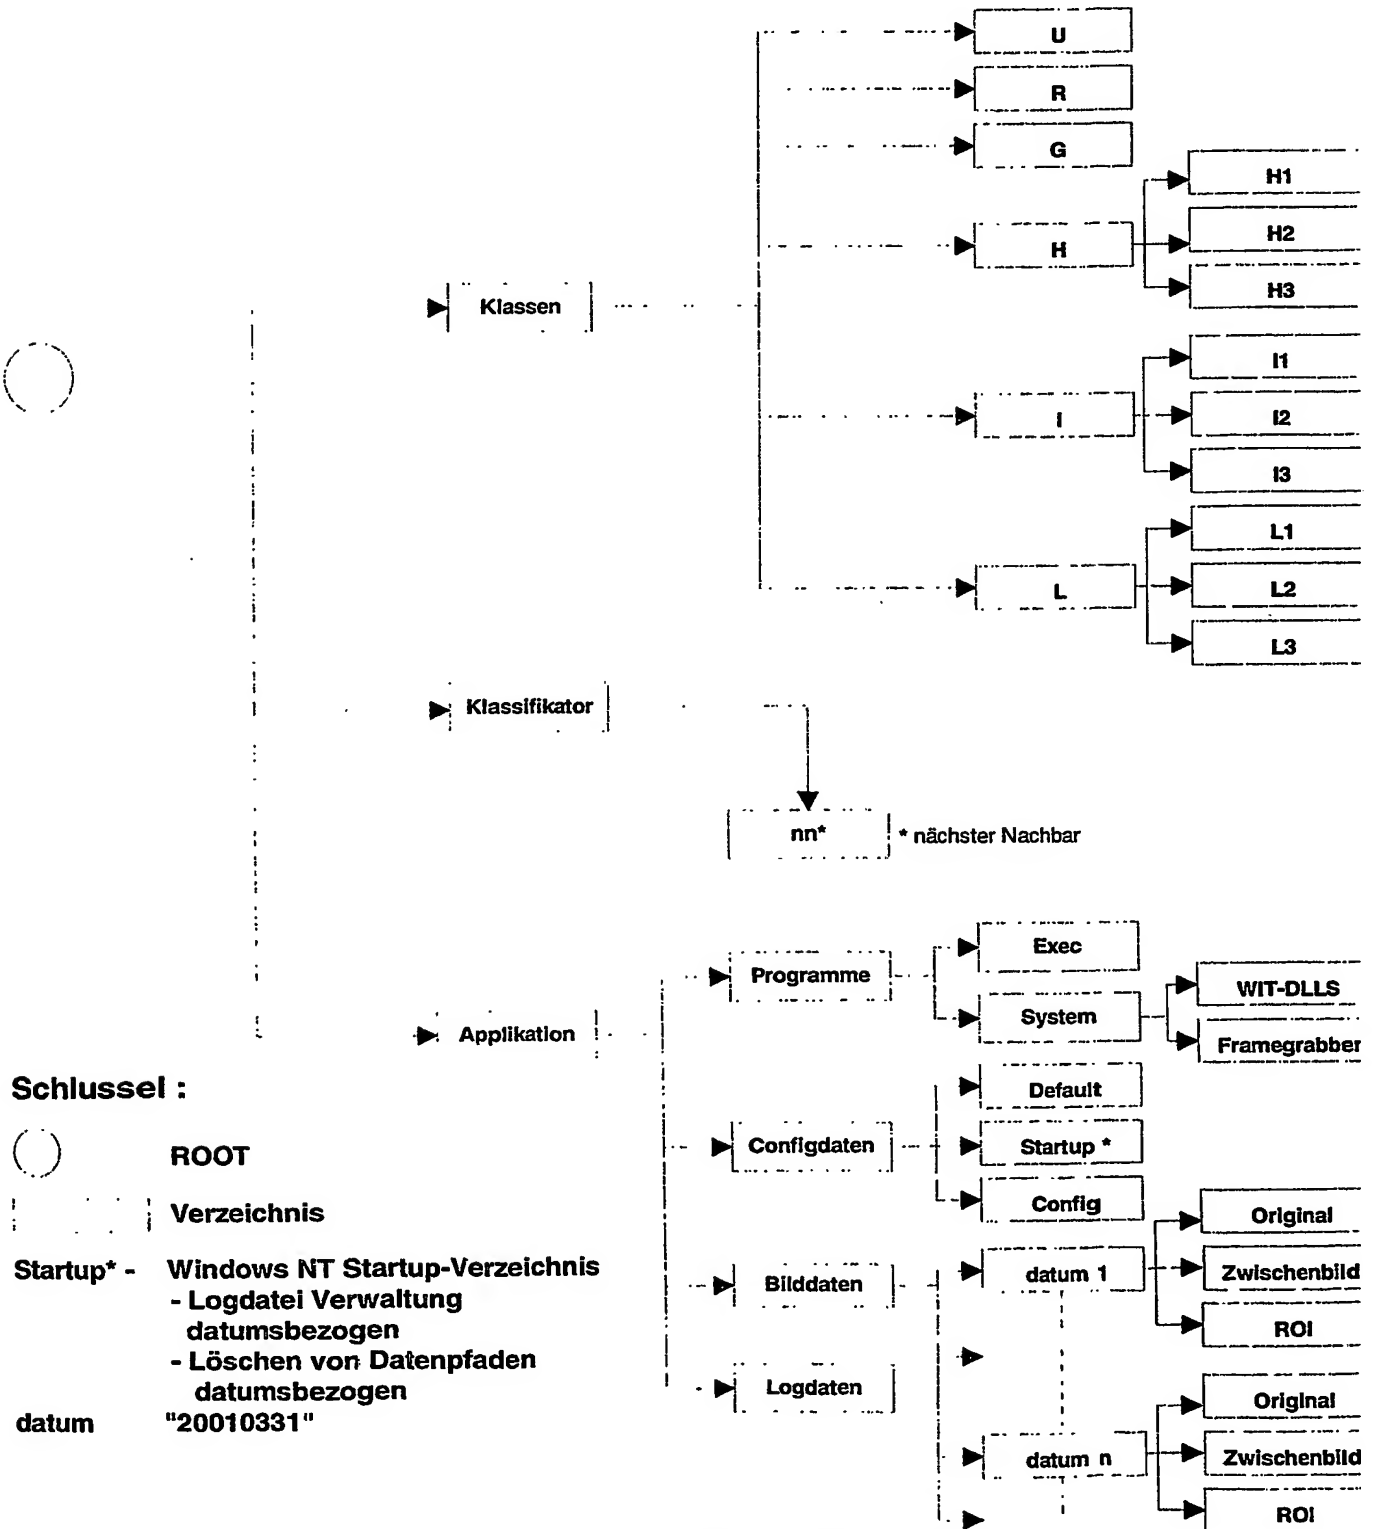 U
R
G
H1
H2
H
H3
Klassen
I1
I
I2
I3
L1
L
L2
L3
Klassifikator
nn*
* nächster Nachbar
Exec
Programme
WIT-DLLS
System
Applikation
Framegrabber
Default
Configdaten
Startup *
Config
Original
Bilddaten
datum 1
Zwischenbild
ROI
Logdaten
Original
datum n
Zwischenbild
ROI
Schlussel :
ROOT
Verzeichnis
Startup* - Windows NT Startup-Verzeichnis
- Logdatei Verwaltung
datumsbezogen
- Löschen von Datenpfaden
datumsbezogen
datum "20010331"